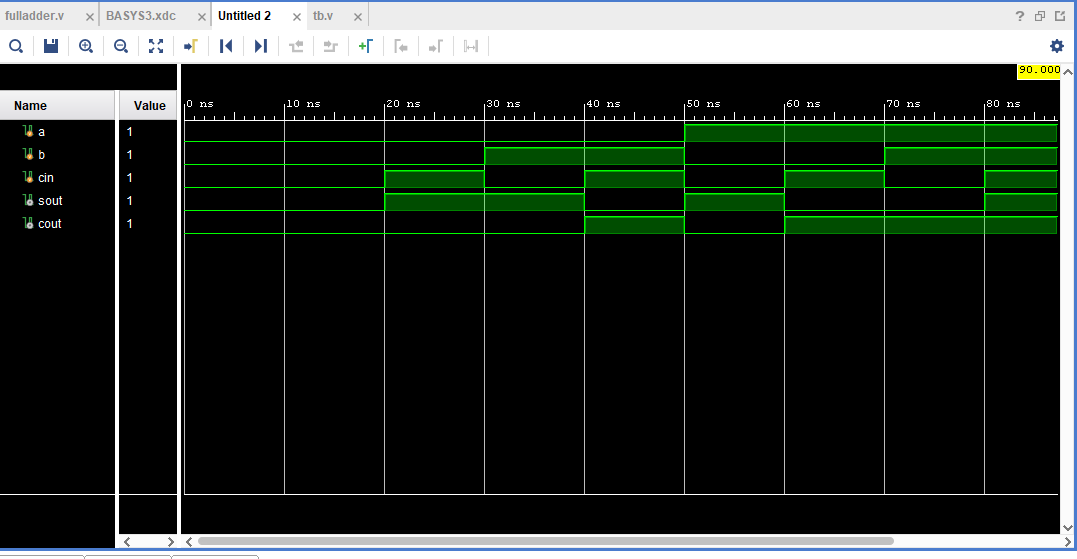 fulladder.v × BASYS3.xdc × Untitled 2 × tb.v × ?
90.000
Name Value 0 ns 10 ns 20 ns 30 ns 40 ns 50 ns 60 ns 70 ns 80 ns
a 1
b 1
cin 1
sout 1
cout 1